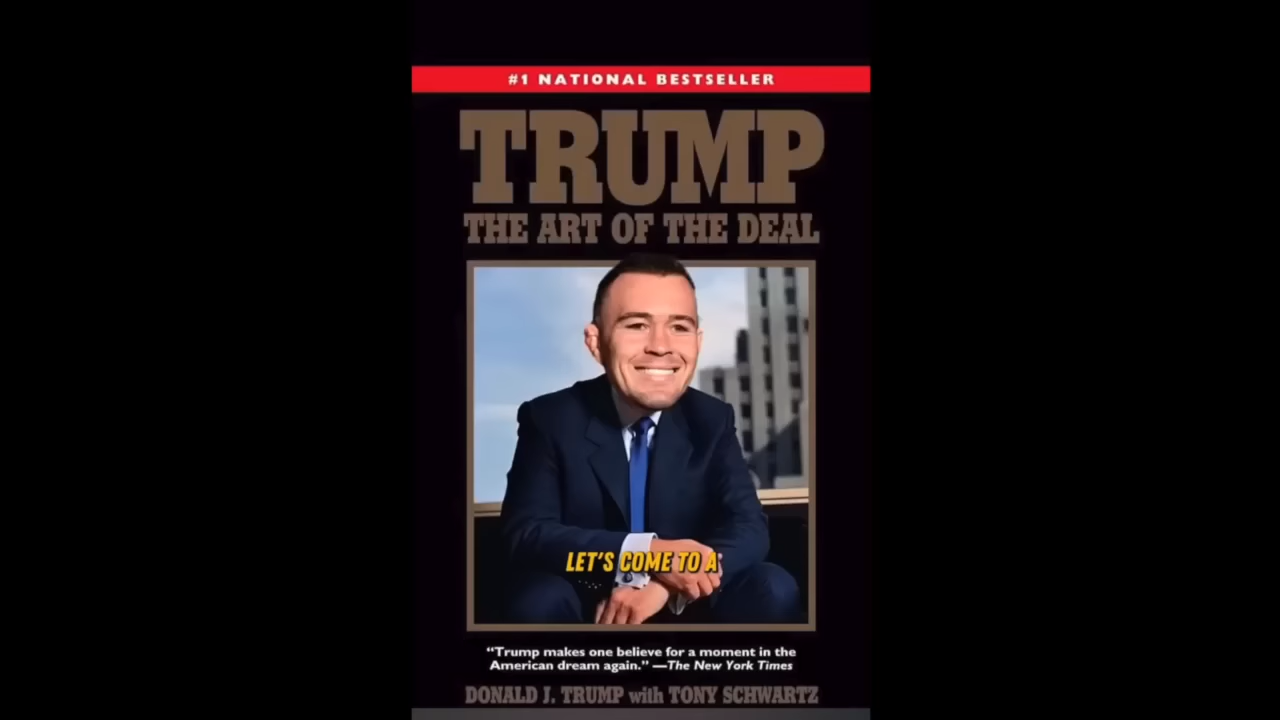 #1 NATIONAL BESTSELLER
TRUMP
THE ART OF THE DEAL
LET'S COME TO A
“Trump makes one believe for a moment in the
American dream again.” —The New York Times
DONALD J. TRUMP with TONY SCHWARTZ